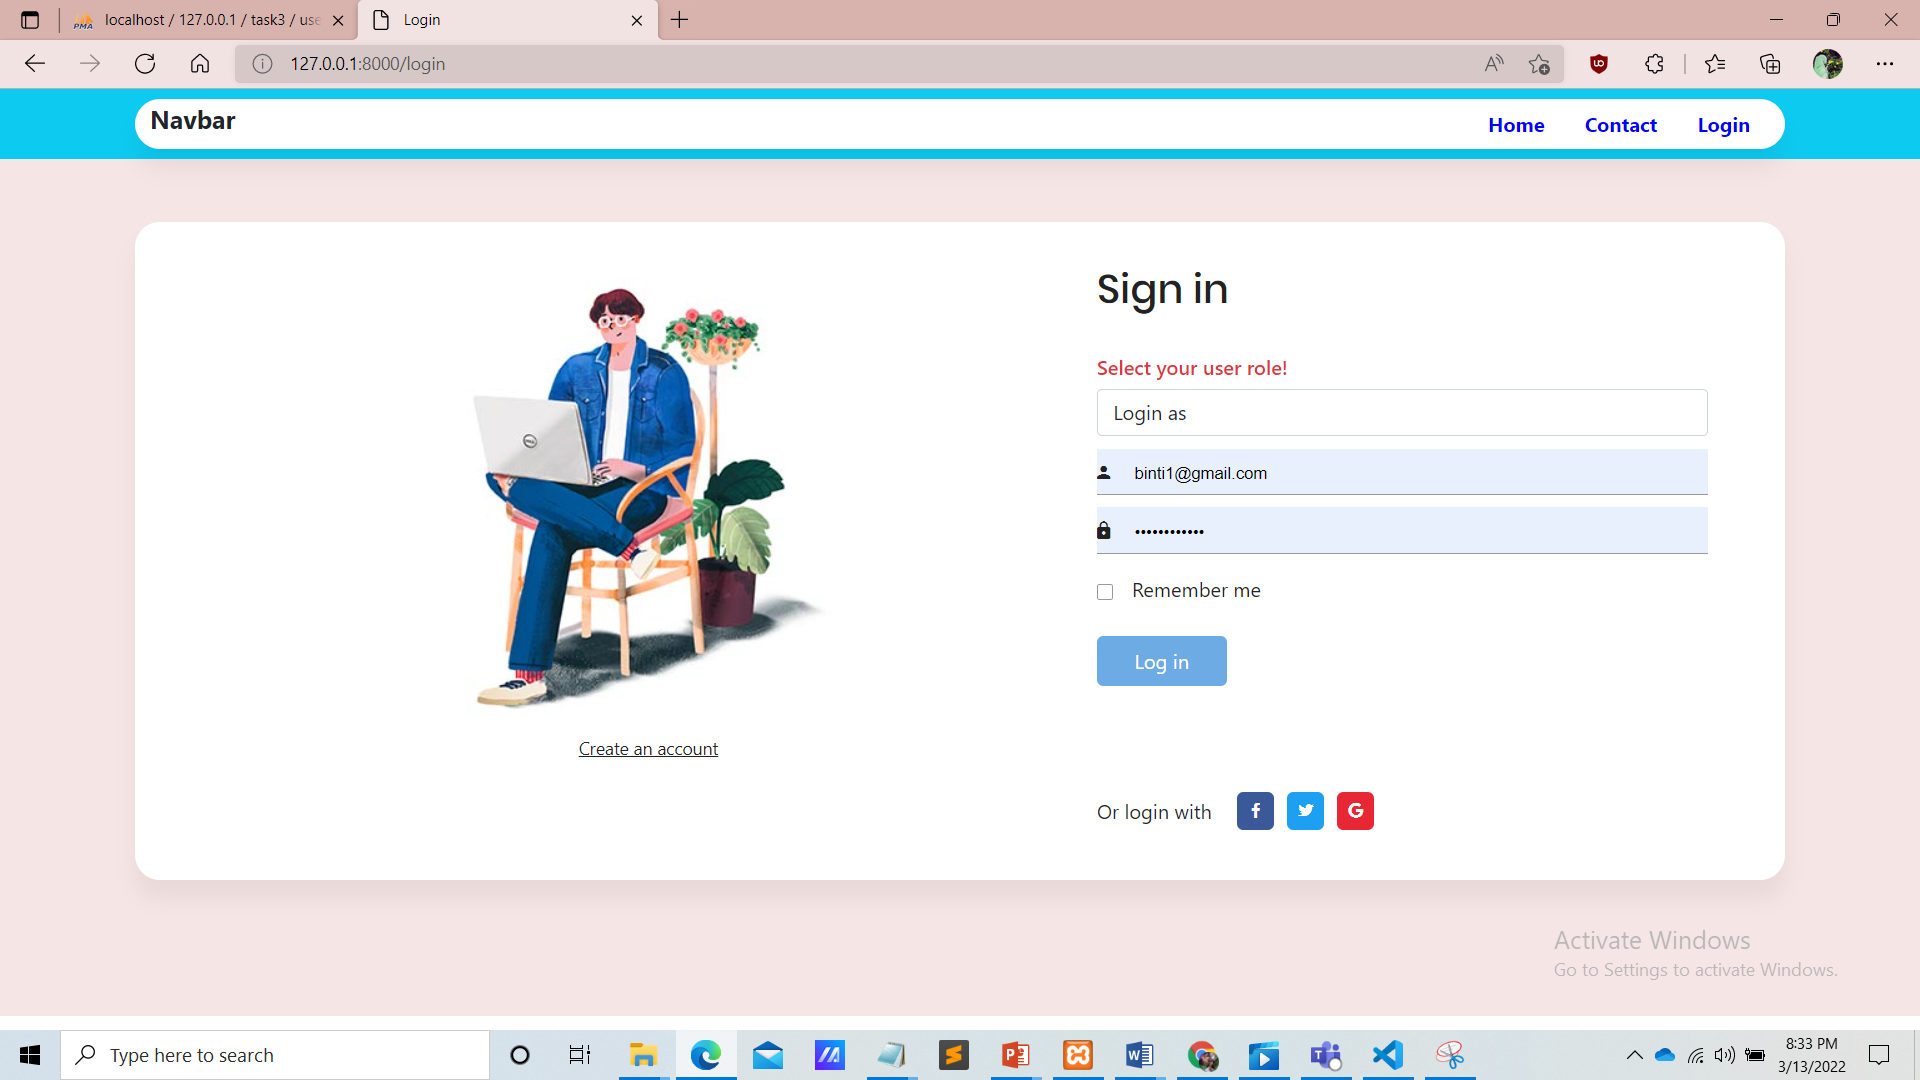 localhost / 127.0.0.1 / task3 / use
Login
127.0.0.1:8000/login
Navbar
Home
Contact
Login
Sign in
Select your user role!
Login as
binti1@gmail.com
••••••••••••
Remember me
Log in
Create an account
Or login with
Activate Windows
Go to Settings to activate Windows.
Type here to search
8:33 PM
3/13/2022